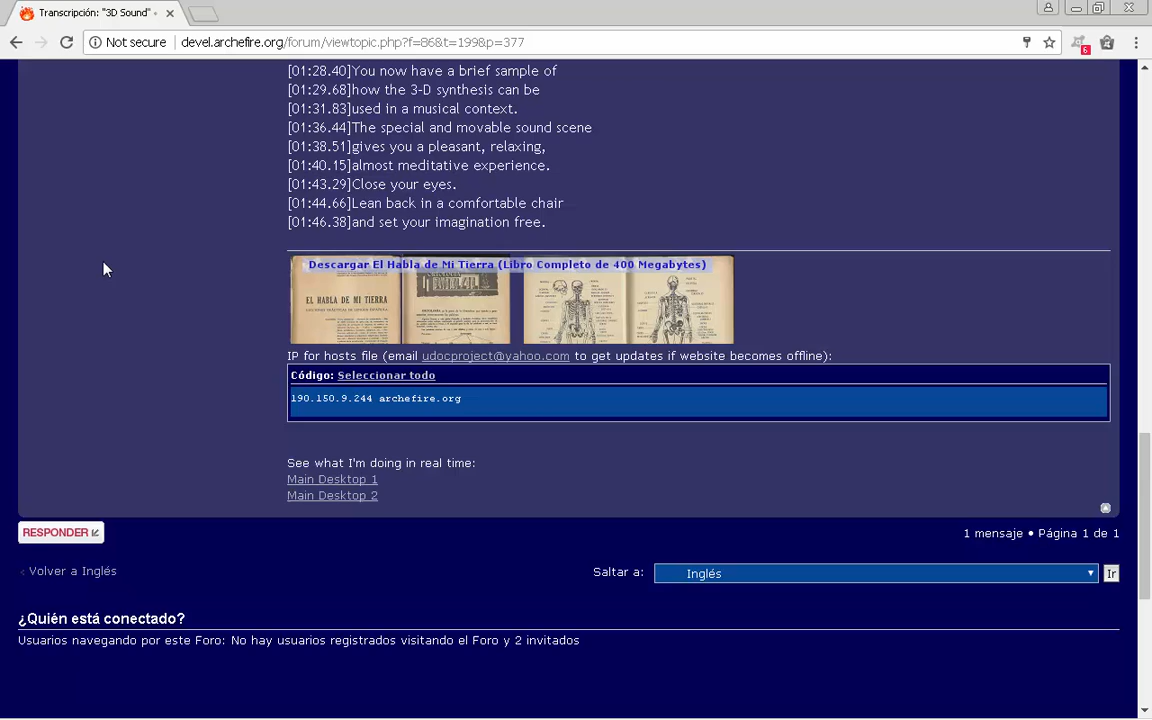 Transcripción: "3D Sound"
Not secure
devel.archefire.org/forum/viewtopic.php?f=86&t=199&p=377
6
[01:28.40]You now have a brief sample of
[01:29.68]how the 3-D synthesis can be
[01:31.83]used in a musical context.
[01:36.44]The special and movable sound scene
[01:38.51]gives you a pleasant, relaxing,
[01:40.15]almost meditative experience.
[01:43.29]Close your eyes.
[01:44.66]Lean back in a comfortable chair
[01:46.38]and set your imagination free.
Descargar El Habla de Mi Tierra (Libro Completo de 400 Megabytes)
EL HABLA DE MI TIERRA
IP for hosts file (email udocproject@yahoo.com to get updates if website becomes offline):
Código: Seleccionar todo
190.150.9.244 archefire.org
See what I'm doing in real time:
Main Desktop 1
Main Desktop 2
RESPONDER
1 mensaje • Página 1 de 1
‹ Volver a Inglés
Saltar a: Inglés Ir
¿Quién está conectado?
Usuarios navegando por este Foro: No hay usuarios registrados visitando el Foro y 2 invitados